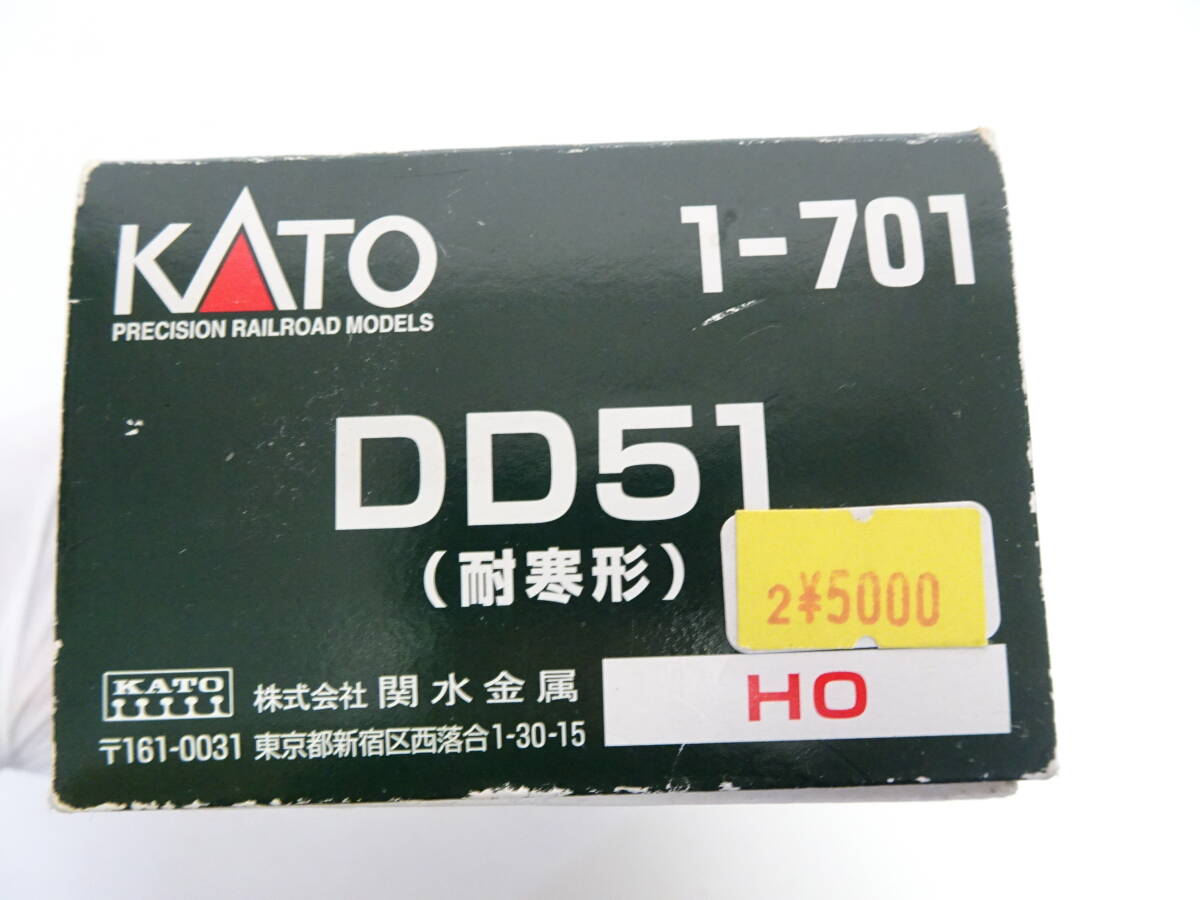 KATO 1-701
PRECISION RAILROAD MODELS
DD51
(耐寒形)
2¥5000
HO
KATO 株式会社 関水金属
〒161-0031 東京都新宿区西落合1-30-15